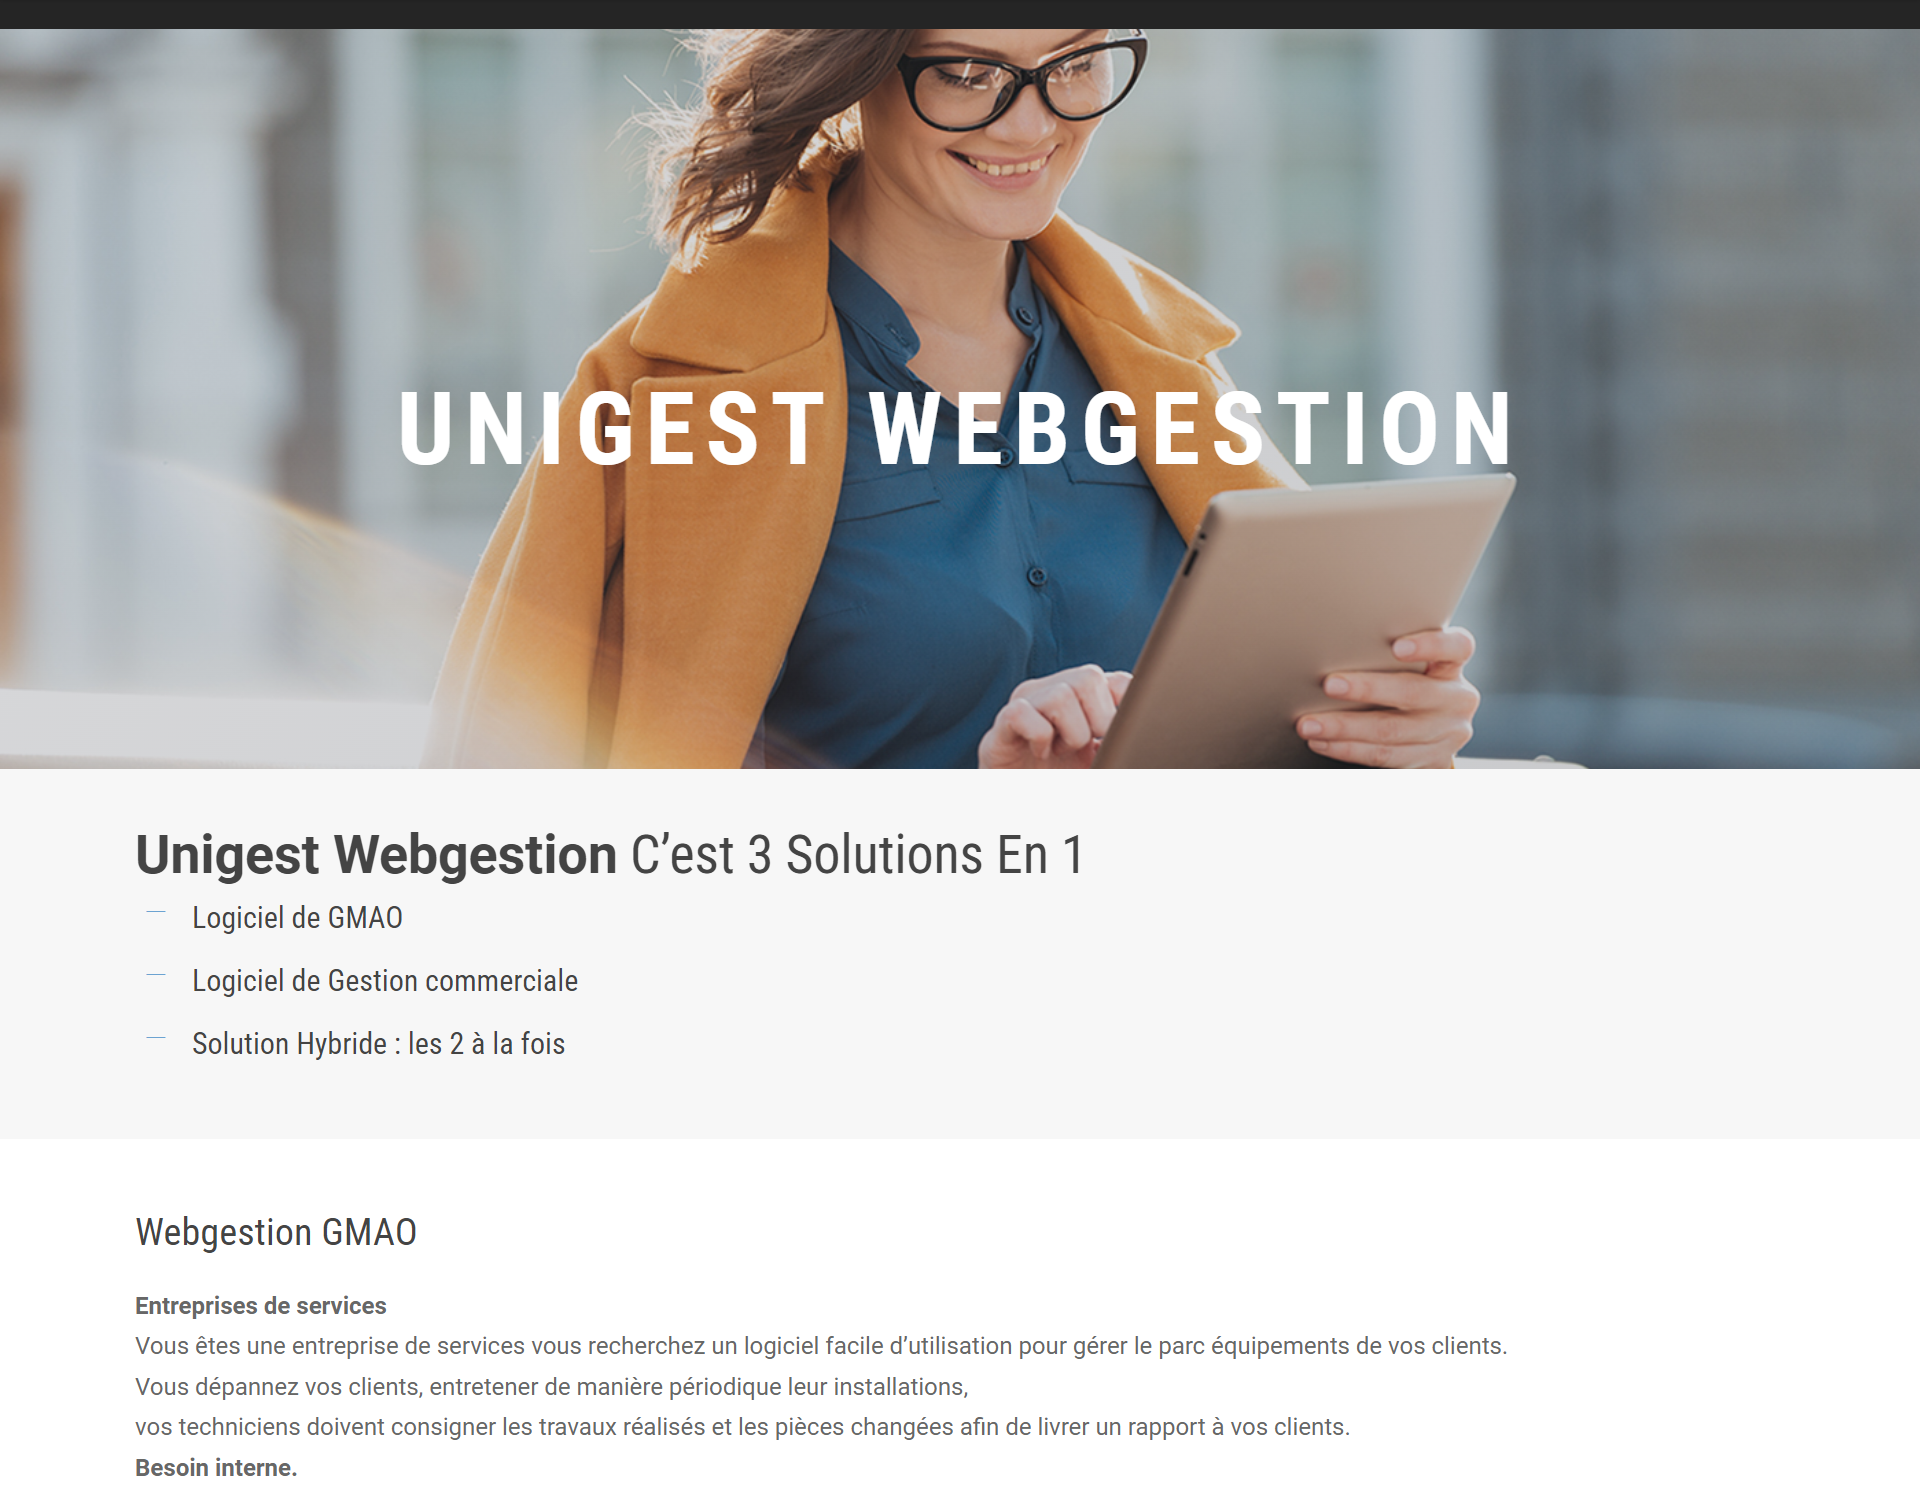 UNIGEST WEBGESTION
Unigest Webgestion C’est 3 Solutions En 1
Logiciel de GMAO
Logiciel de Gestion commerciale
Solution Hybride : les 2 à la fois
Webgestion GMAO
Entreprises de services
Vous êtes une entreprise de services vous recherchez un logiciel facile d’utilisation pour gérer le parc équipements de vos clients.
Vous dépannez vos clients, entretener de manière périodique leur installations,
vos techniciens doivent consigner les travaux réalisés et les pièces changées afin de livrer un rapport à vos clients.
Besoin interne.